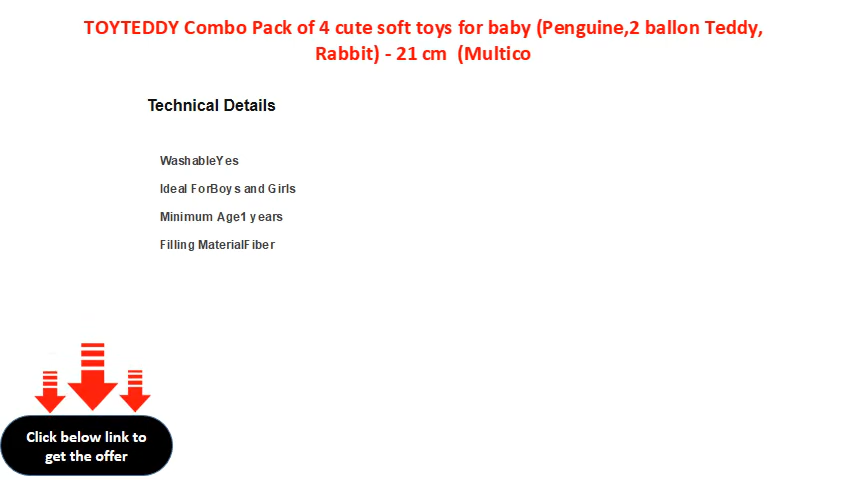 TOYTEDDY Combo Pack of 4 cute soft toys for baby (Penguine,2 ballon Teddy,
Rabbit) - 21 cm  (Multico
Technical Details
WashableYes
Ideal ForBoys and Girls
Minimum Age1 years
Filling MaterialFiber
Click below link to
get the offer